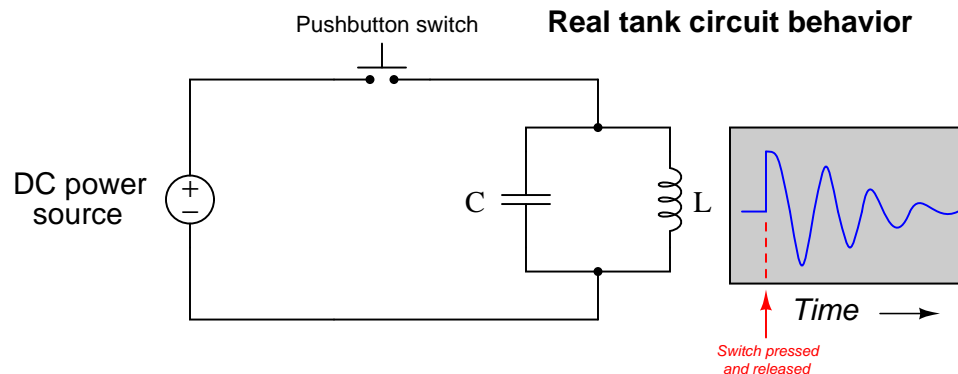 Real tank circuit behavior
Pushbutton switch
DC power
source
+
−
C
L
Time
Switch pressed
and released